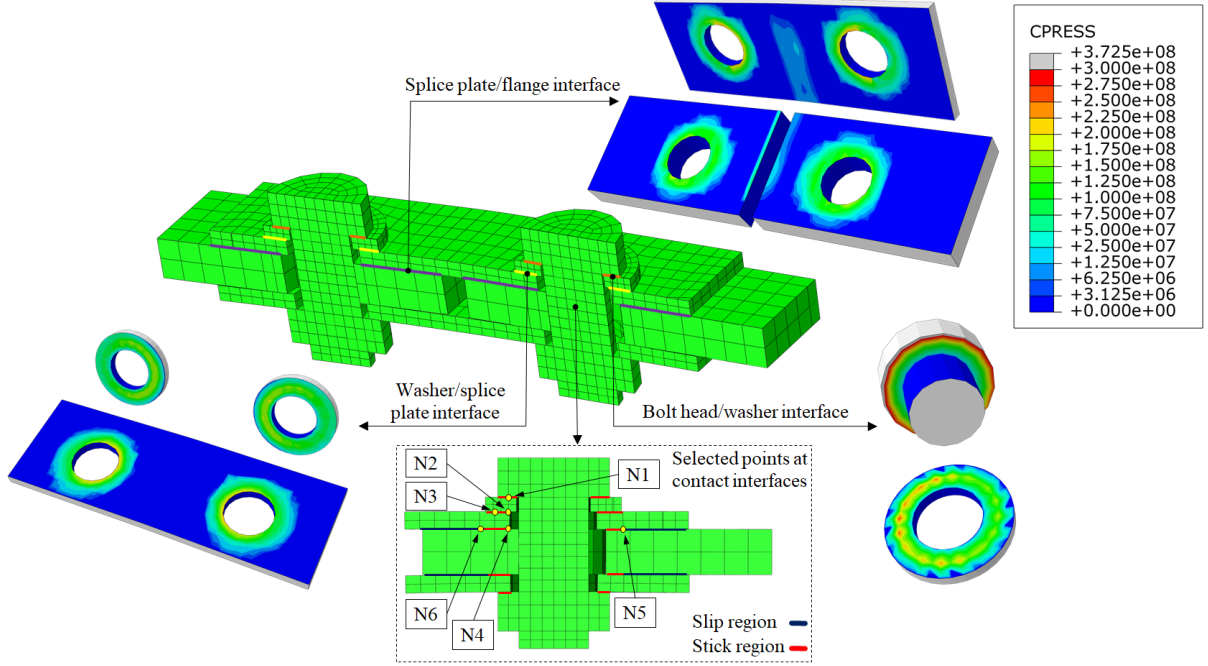 Splice plate/flange interface
CPRESS
+3.725e+08
+3.000e+08
+2.750e+08
+2.500e+08
+2.250e+08
+2.000e+08
+1.750e+08
+1.500e+08
+1.250e+08
+1.000e+08
+7.500e+07
+5.000e+07
+2.500e+07
+1.250e+07
+6.250e+06
+3.125e+06
+0.000e+00
Washer/splice
plate interface
Bolt head/washer interface
N2
N1
Selected points at
contact interfaces
N3
N6
N4
N5
Slip region
Stick region